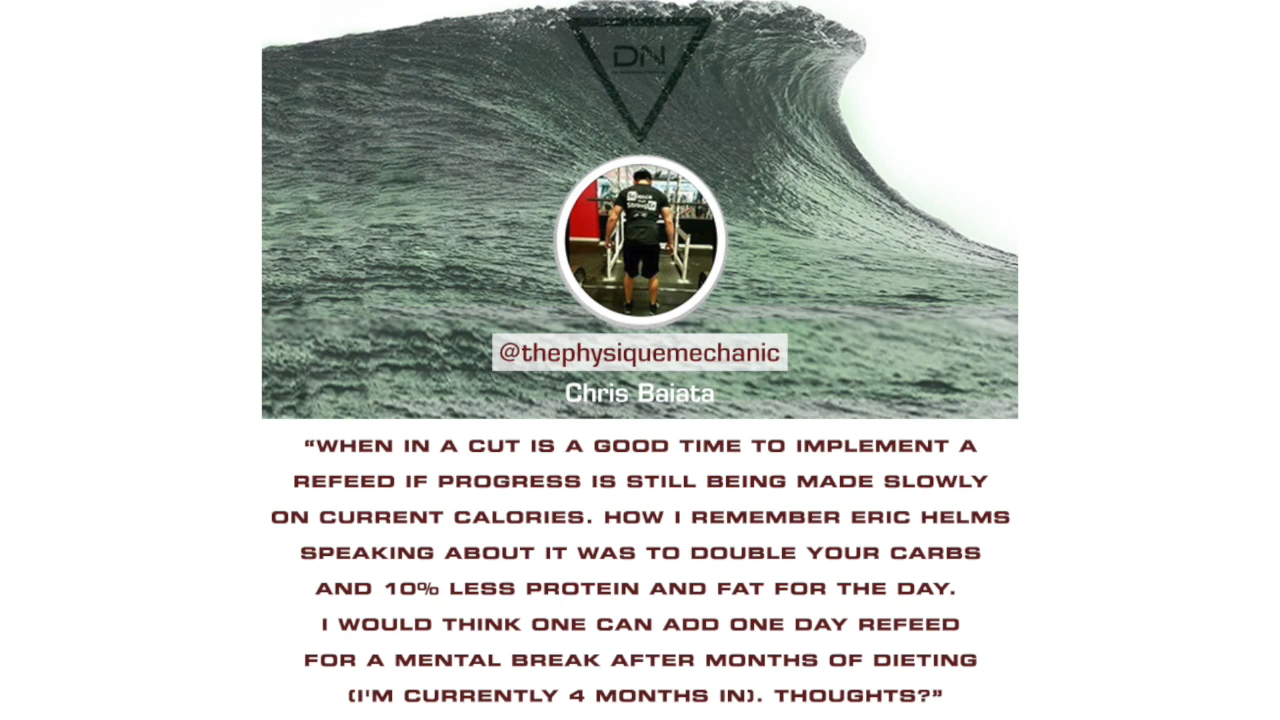 DN
Science
Strength
@thephysiquemechanic
Chris Baiata
"WHEN IN A CUT IS A GOOD TIME TO IMPLEMENT A
REFEED IF PROGRESS IS STILL BEING MADE SLOWLY
ON CURRENT CALORIES. HOW I REMEMBER ERIC HELMS
SPEAKING ABOUT IT WAS TO DOUBLE YOUR CARBS
AND 10% LESS PROTEIN AND FAT FOR THE DAY.
I WOULD THINK ONE CAN ADD ONE DAY REFEED
FOR A MENTAL BREAK AFTER MONTHS OF DIETING
(I'M CURRENTLY 4 MONTHS IN). THOUGHTS?"